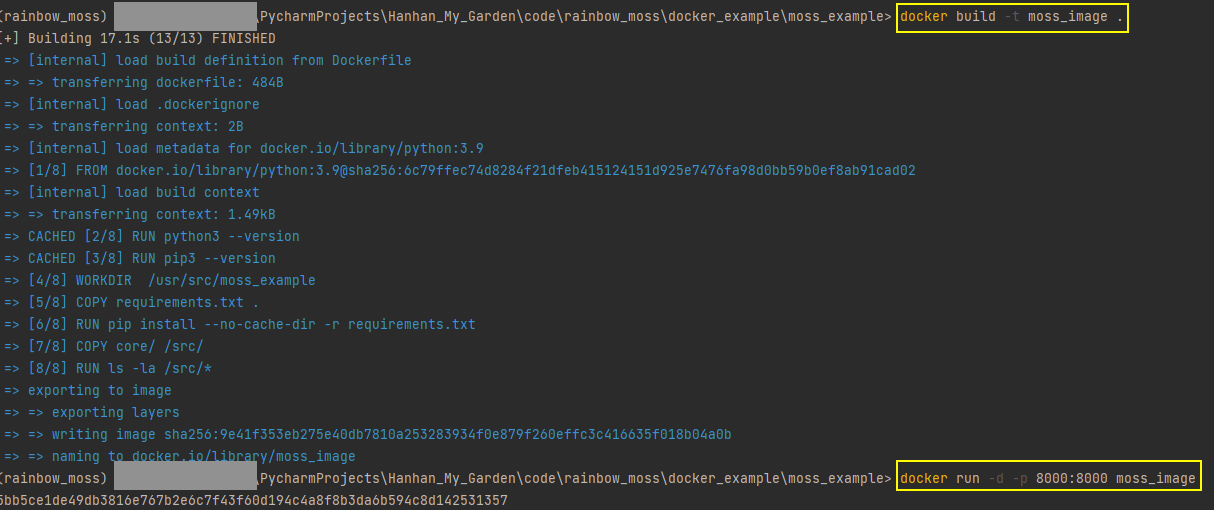 (rainbow_moss) \PycharmProjects\Hanhan_My_Garden\code\rainbow_moss\docker_example\moss_example> docker build -t moss_image .
[+] Building 17.1s (13/13) FINISHED
=> [internal] load build definition from Dockerfile
=> => transferring dockerfile: 484B
=> [internal] load .dockerignore
=> => transferring context: 2B
=> [internal] load metadata for docker.io/library/python:3.9
=> [1/8] FROM docker.io/library/python:3.9@sha256:6c79ffec74d8284f21dfeb415124151d925e7476fa98d0bb59b0ef8ab91cad02
=> [internal] load build context
=> => transferring context: 1.49kB
=> CACHED [2/8] RUN python3 --version
=> CACHED [3/8] RUN pip3 --version
=> [4/8] WORKDIR  /usr/src/moss_example
=> [5/8] COPY requirements.txt .
=> [6/8] RUN pip install --no-cache-dir -r requirements.txt
=> [7/8] COPY core/ /src/
=> [8/8] RUN ls -la /src/*
=> exporting to image
=> => exporting layers
=> => writing image sha256:9e41f353eb275e40db7810a253283934f0e879f260effc3c416635f018b04a0b
=> => naming to docker.io/library/moss_image
(rainbow_moss) \PycharmProjects\Hanhan_My_Garden\code\rainbow_moss\docker_example\moss_example> docker run -d -p 8000:8000 moss_image
5bb5ce1de49db3816e767b2e6c7f43f60d194c4a8f8b3da6b594c8d142531357